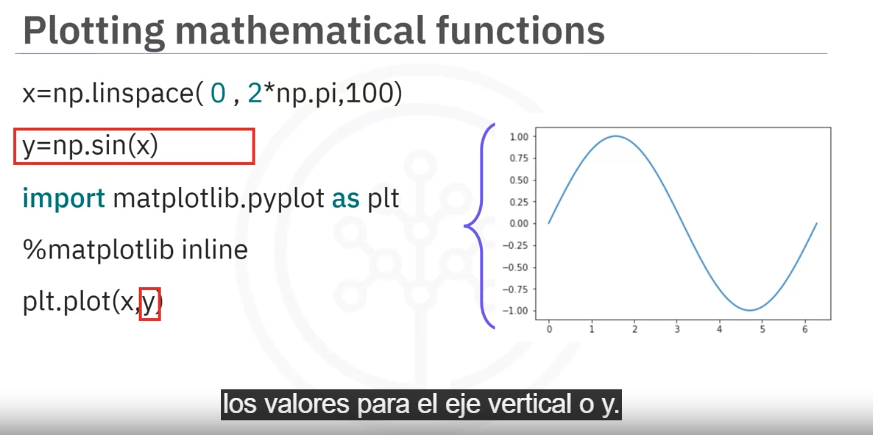 Plotting mathematical functions
x=np.linspace( 0 , 2*np.pi,100)
y=np.sin(x)
import matplotlib.pyplot as plt
%matplotlib inline
plt.plot(x,y)
1.00
0.75
0.50
0.25
0.00
−0.25
−0.50
−0.75
−1.00
0 1 2 3 4 5 6
los valores para el eje vertical o y.